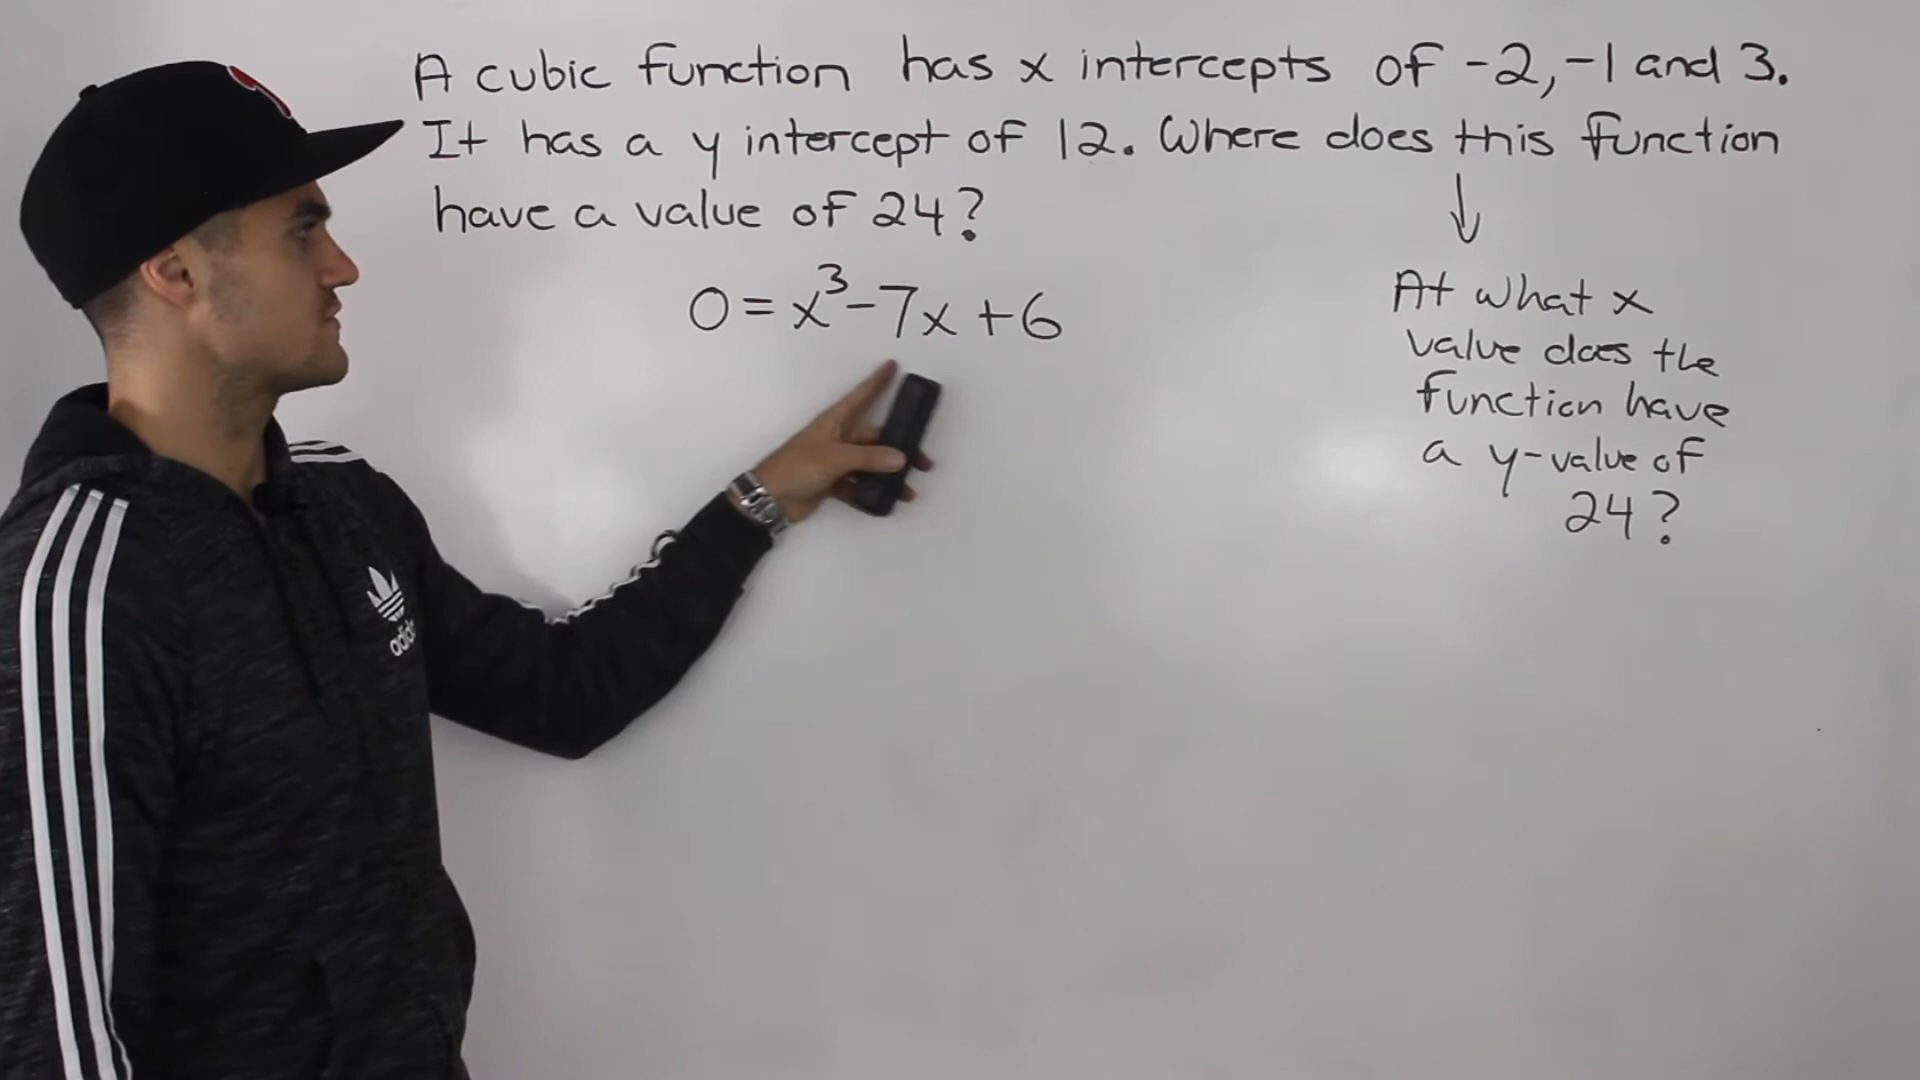 A cubic function has x intercepts of -2, -1 and 3.
It has a y intercept of 12. Where does this function
have a value of 24?
0 = x³ - 7x + 6
↓
At what x
value does the
function have
a y-value of
24?
adidas